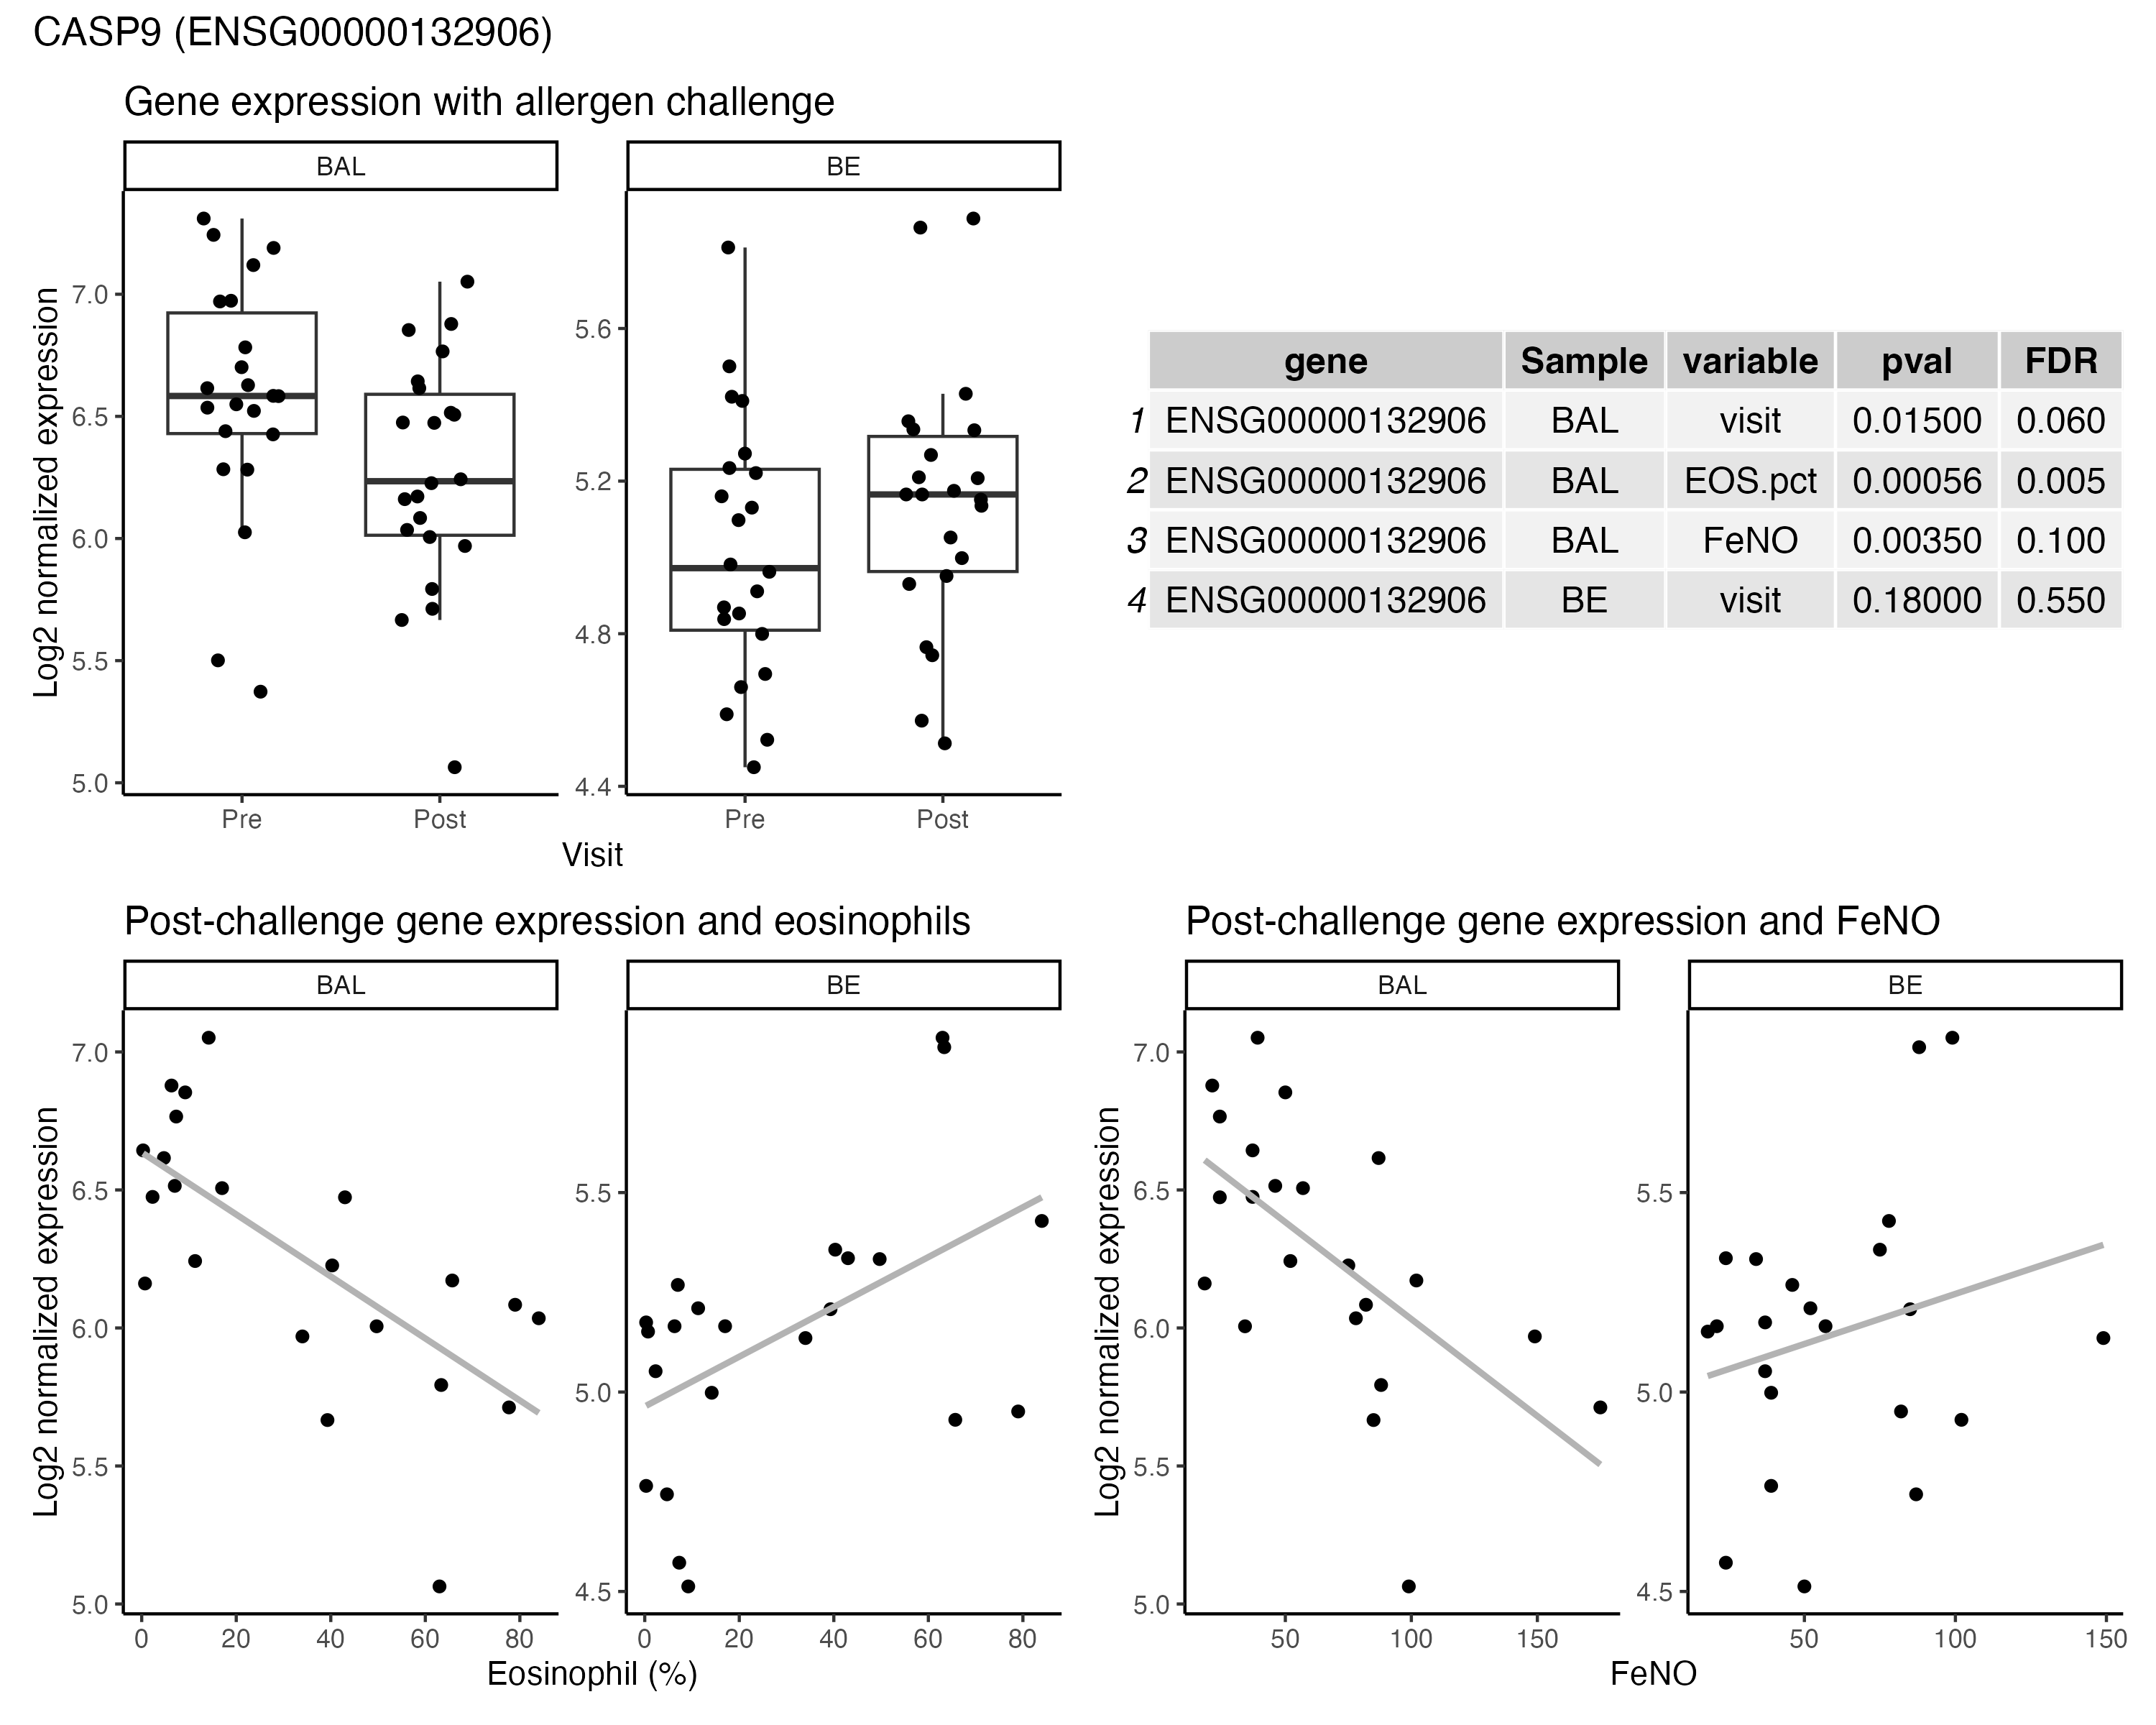 CASP9 (ENSG00000132906)
Gene expression with allergen challenge
BAL
BE
Log2 normalized expression
7.0
6.5
6.0
5.5
5.0
5.6
5.2
4.8
4.4
Pre
Post
Pre
Post
Visit
gene Sample variable pval FDR
1 ENSG00000132906 BAL visit 0.01500 0.060
2 ENSG00000132906 BAL EOS.pct 0.00056 0.005
3 ENSG00000132906 BAL FeNO 0.00350 0.100
4 ENSG00000132906 BE visit 0.18000 0.550
Post-challenge gene expression and eosinophils
BAL
BE
Log2 normalized expression
7.0
6.5
6.0
5.5
5.0
5.5
5.0
4.5
0 20 40 60 80
0 20 40 60 80
Eosinophil (%)
Post-challenge gene expression and FeNO
BAL
BE
Log2 normalized expression
7.0
6.5
6.0
5.5
5.0
5.5
5.0
4.5
50 100 150
50 100 150
FeNO